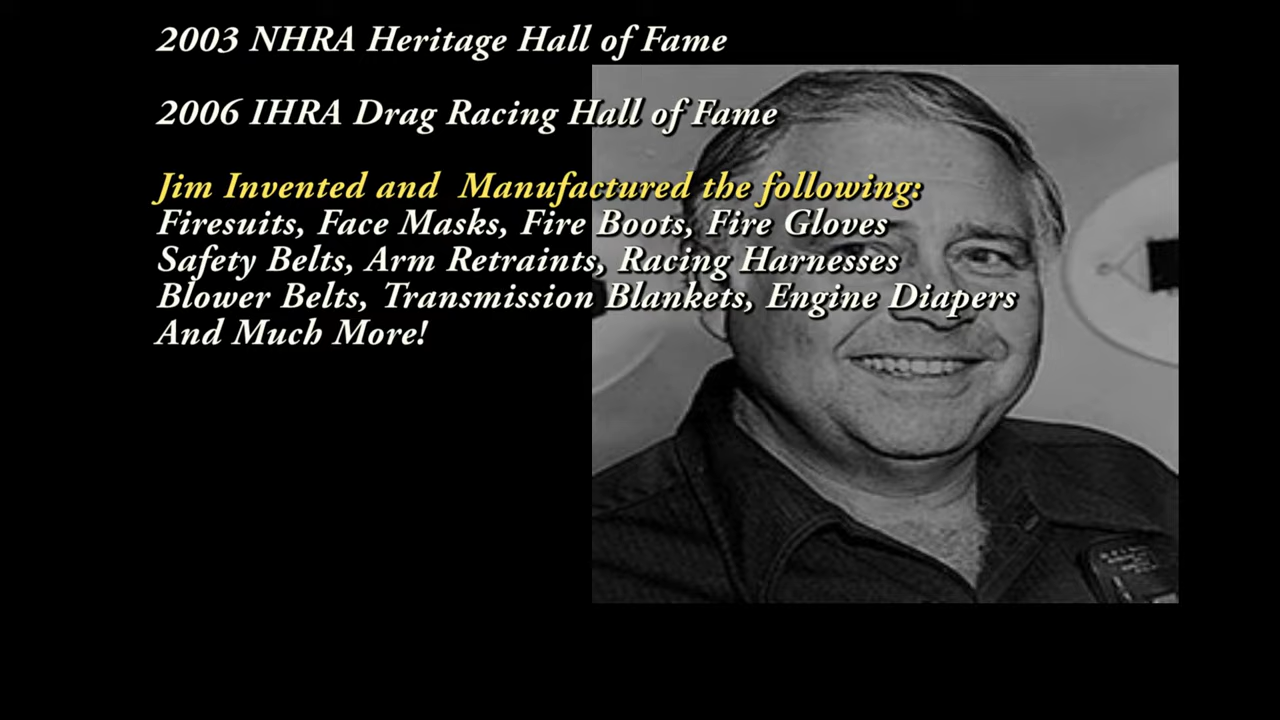 2003 NHRA Heritage Hall of Fame
2006 IHRA Drag Racing Hall of Fame
Jim Invented and Manufactured the following:
Firesuits, Face Masks, Fire Boots, Fire Gloves
Safety Belts, Arm Retraints, Racing Harnesses
Blower Belts, Transmission Blankets, Engine Diapers
And Much More!